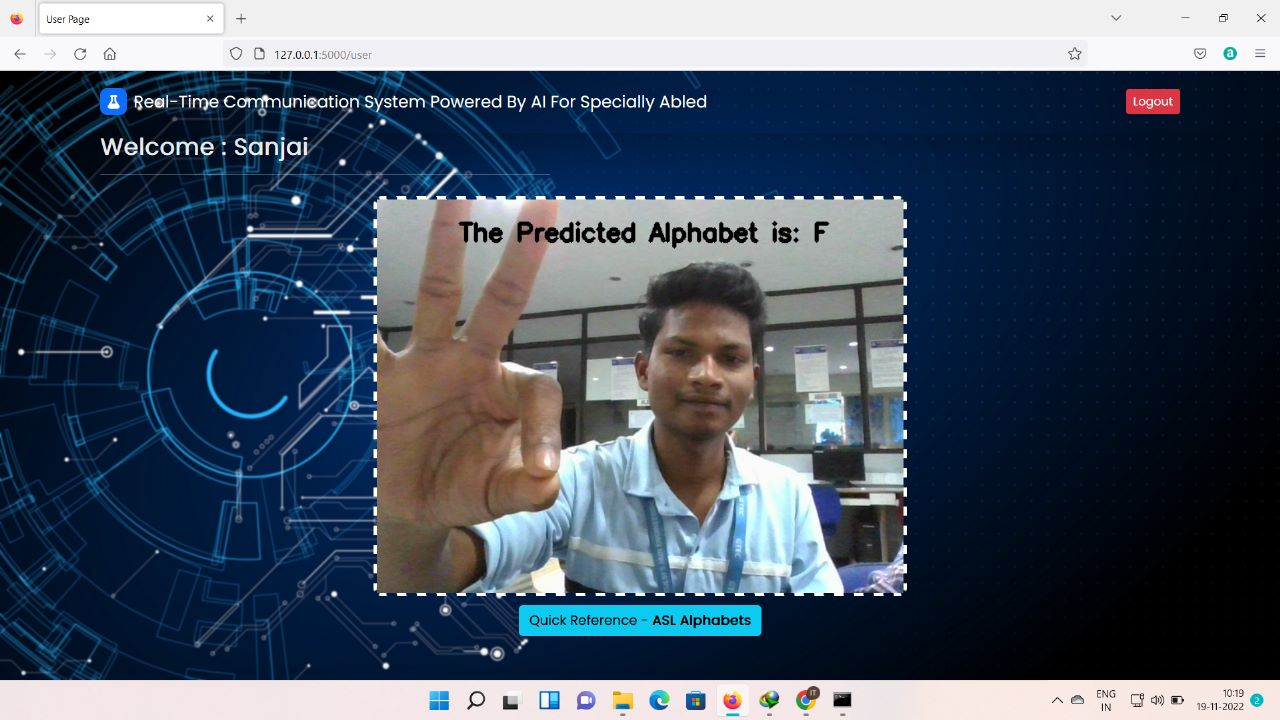 User Page
127.0.0.1:5000/user
Real-Time Communication System Powered By AI For Specially Abled
Logout
Welcome : Sanjai
The Predicted Alphabet is: F
Quick Reference - ASL Alphabets
IT
ENG
IN
10:19
19-11-2022
2